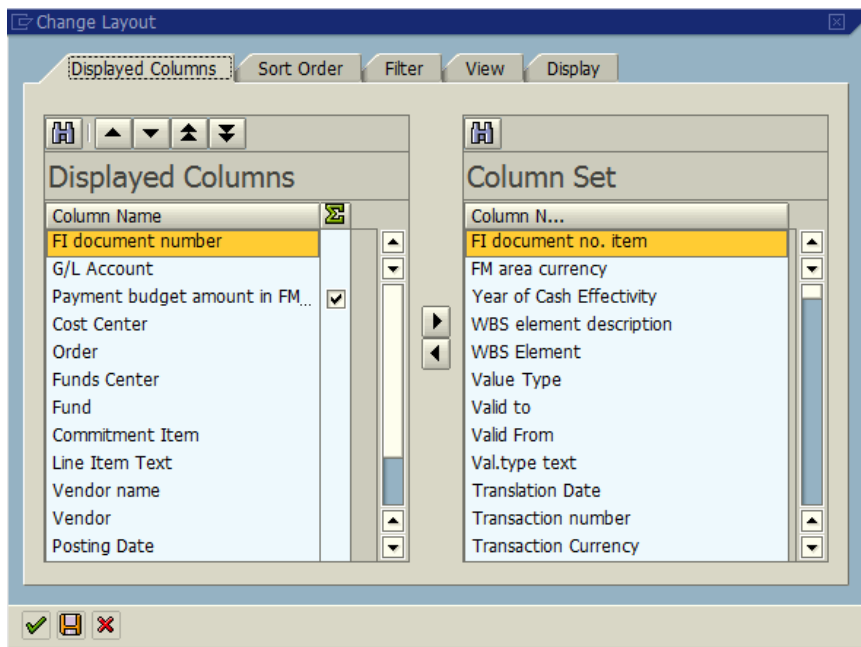 Change Layout
Displayed Columns
Sort Order
Filter
View
Display
Displayed Columns
Column Name
FI document number
G/L Account
Payment budget amount in FM...
Cost Center
Order
Funds Center
Fund
Commitment Item
Line Item Text
Vendor name
Vendor
Posting Date
Column Set
Column N...
FI document no. item
FM area currency
Year of Cash Effectivity
WBS element description
WBS Element
Value Type
Valid to
Valid From
Val.type text
Translation Date
Transaction number
Transaction Currency